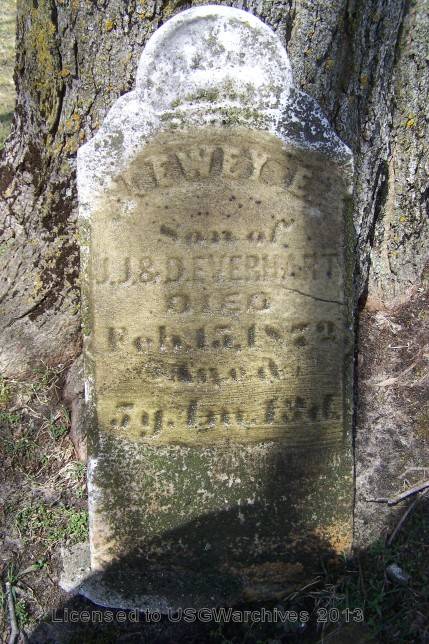 Son of
J.J. & D. EVERHART
DIED
Feb. 15, 1872
Aged
5y. 1m. 13d.
Licensed to USGWarchives 2013